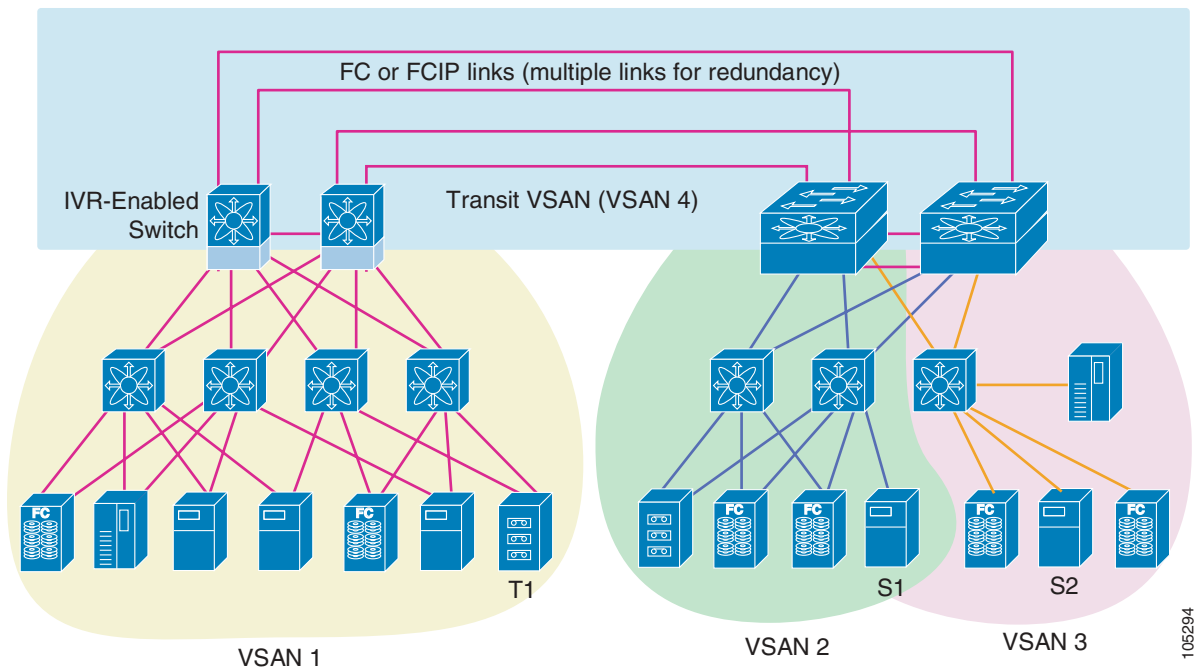 FC or FCIP links (multiple links for redundancy)
IVR-Enabled
Switch
Transit VSAN (VSAN 4)
FC
FC
FC
FC
FC
FC
T1
S1
S2
VSAN 1
VSAN 2
VSAN 3
105294